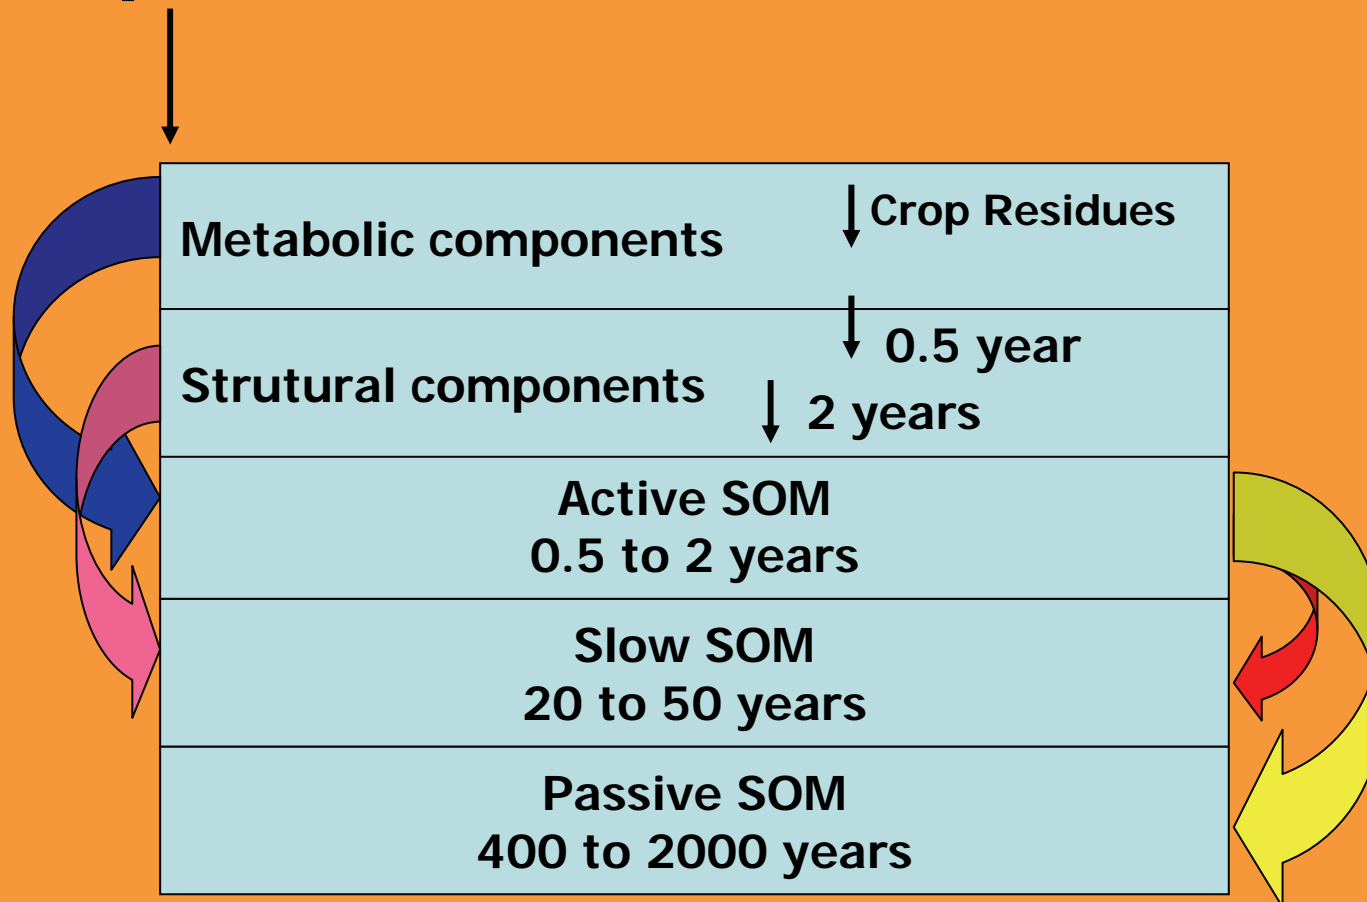 Crop Residues
Metabolic components
0.5 year
Strutural components
2 years
Active SOM
0.5 to 2 years
Slow SOM
20 to 50 years
Passive SOM
400 to 2000 years